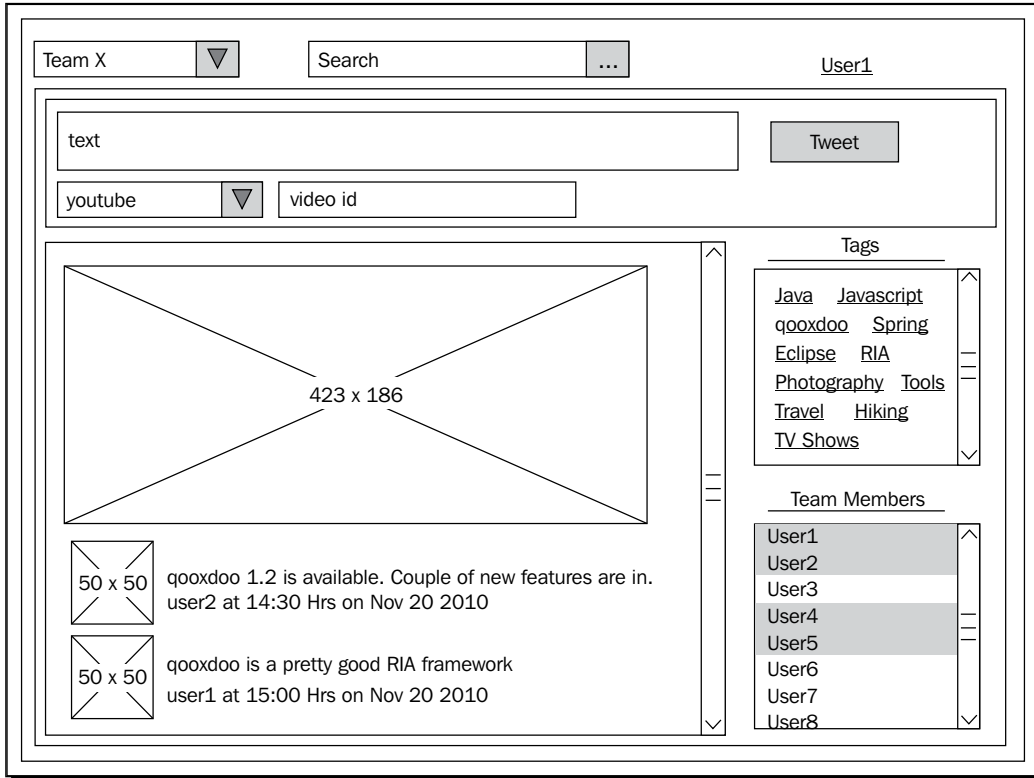 Team X
Search
...
User1
text
Tweet
youtube
video id
423 x 186
50 x 50
qooxdoo 1.2 is available. Couple of new features are in.
user2 at 14:30 Hrs on Nov 20 2010
50 x 50
qooxdoo is a pretty good RIA framework
user1 at 15:00 Hrs on Nov 20 2010
Tags
Java Javascript
qooxdoo Spring
Eclipse RIA
Photography Tools
Travel Hiking
TV Shows
Team Members
User1
User2
User3
User4
User5
User6
User7
User8